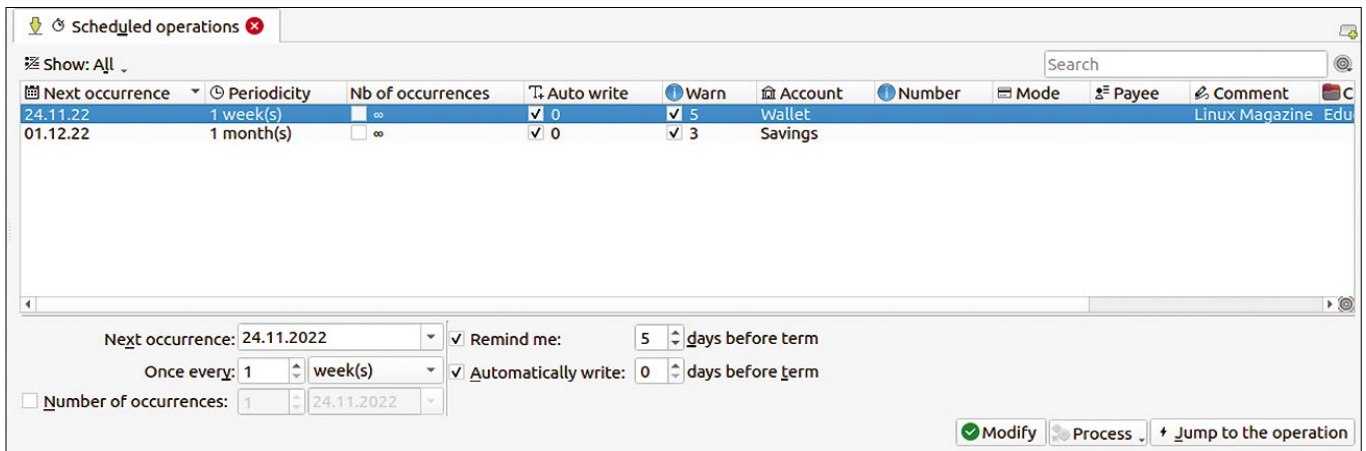 Scheduled operations
Show: All
Search
Next occurrence Periodicity Nb of occurrences Auto write Warn Account Number Mode Payee Comment C
24.11.22 1 week(s) ∞ 0 5 Wallet Linux Magazine Edu
01.12.22 1 month(s) ∞ 0 3 Savings
Next occurrence: 24.11.2022 Remind me: 5 days before term
Once every: 1 week(s) Automatically write: 0 days before term
Number of occurrences: 1 24.11.2022
Modify Process Jump to the operation